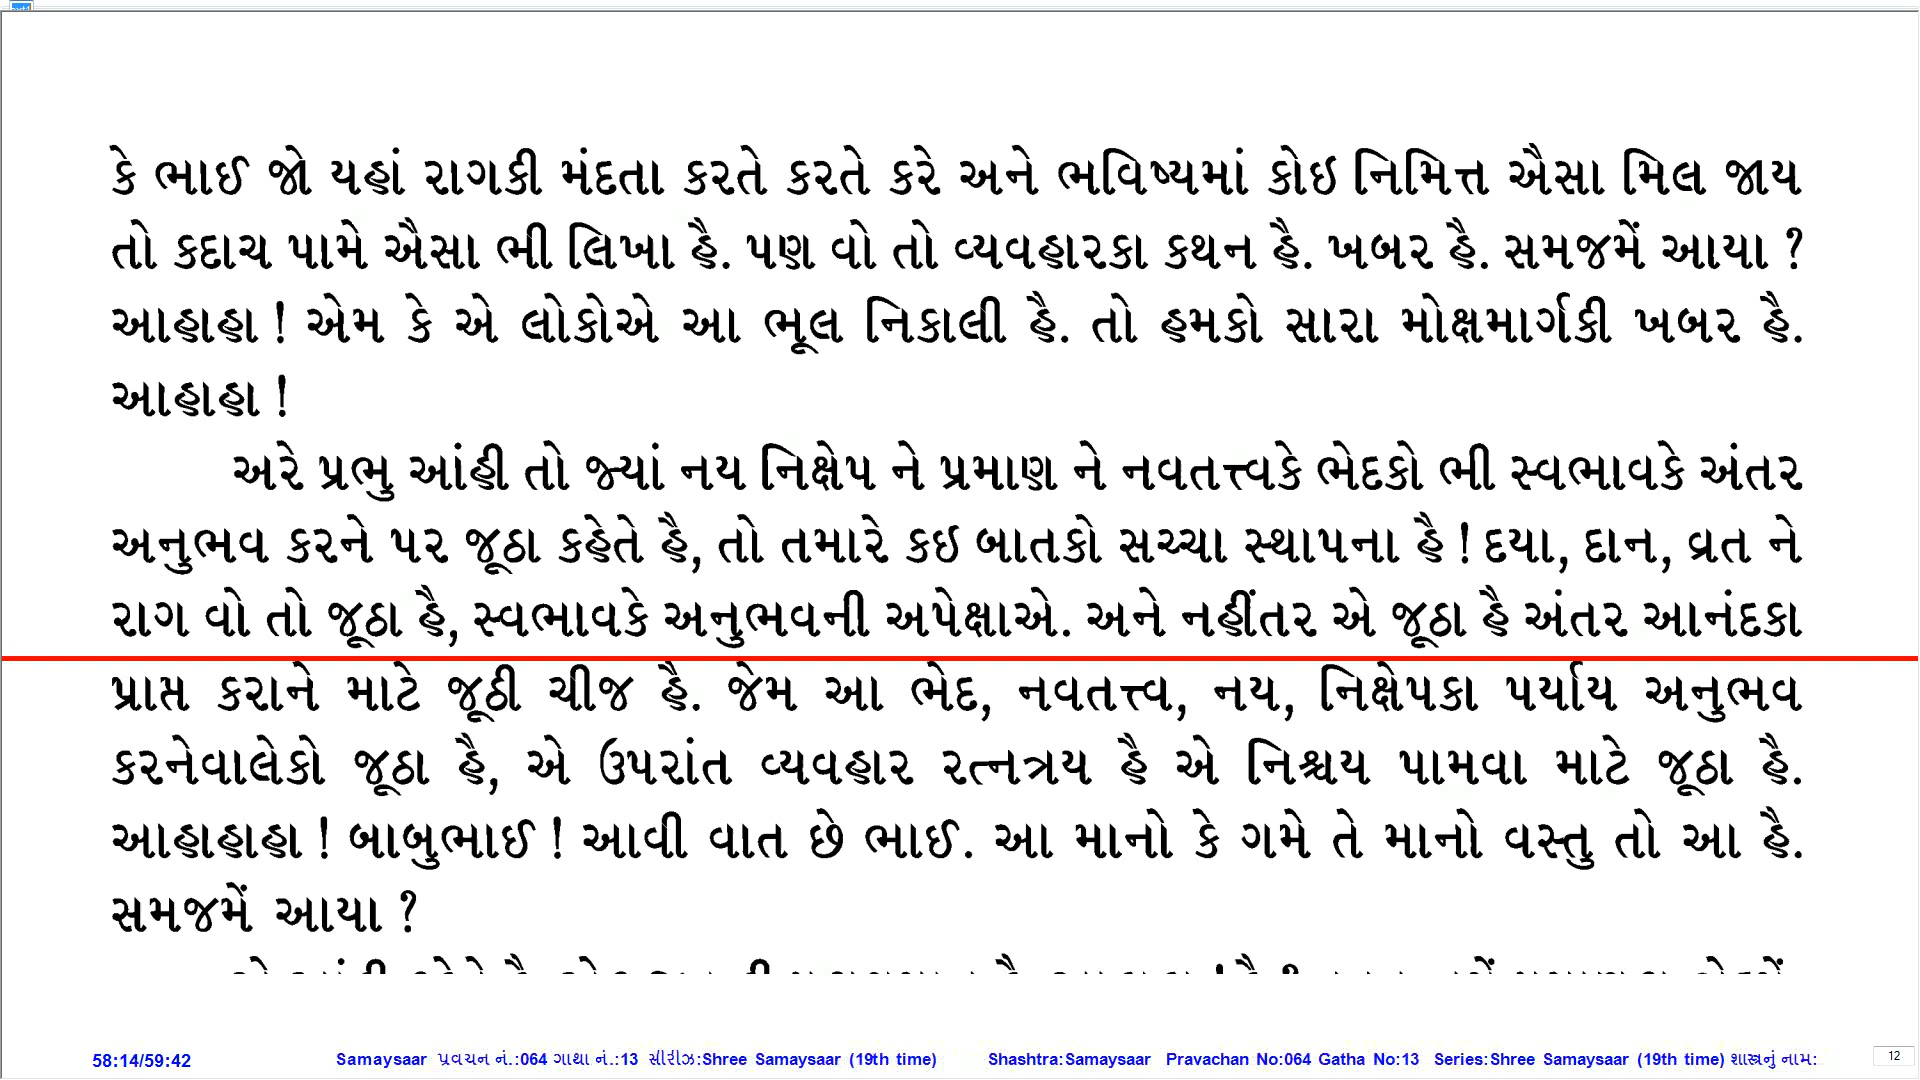 કે ભાઈ જો યહાં રાગકી મંદતા કરતે કરતે કરે અને ભવિષ્યમાં કોઇ નિમિત્ત ઐસા મિલ જાય
તો કદાચ પામે ઐસા ભી લિખા હૈ. પણ વો તો વ્યવહારકા કથન હૈ. ખબર હૈ. સમજમેં આયા ?
આહાહા ! એમ કે એ લોકોએ આ ભૂલ નિકાલી હૈ. તો હમકો સારા મોક્ષમાર્ગકી ખબર હૈ.
આહાહા !
અરે પ્રભુ આંહી તો જ્યાં નય નિક્ષેપ ને પ્રમાણ ને નવતત્ત્વકે ભેદકો ભી સ્વભાવકે અંતર
અનુભવ કરને પર જૂઠા કહેતે હૈ, તો તમારે કઇ બાતકો સચ્ચા સ્થાપના હૈ ! દયા, દાન, વ્રત ને
રાગ વો તો જૂઠા હૈ, સ્વભાવકે અનુભવની અપેક્ષાએ. અને નહીંતર એ જૂઠા હૈ અંતર આનંદકા
પ્રાપ્ત કરાને માટે જૂઠી ચીજ હૈ. જેમ આ ભેદ, નવતત્ત્વ, નય, નિક્ષેપકા પર્યાય અનુભવ
કરનેવાલેકો જૂઠા હૈ, એ ઉપરાંત વ્યવહાર રત્નત્રય હૈ એ નિશ્ચય પામવા માટે જૂઠા હૈ.
આહાહાહા ! બાબુભાઈ ! આવી વાત છે ભાઈ. આ માનો કે ગમે તે માનો વસ્તુ તો આ હૈ.
સમજમેં આયા ?
58:14/59:42 Samaysaar પ્રવચન નં.:064 ગાથા નં.:13 સીરીઝ:Shree Samaysaar (19th time) Shashtra:Samaysaar Pravachan No:064 Gatha No:13 Series:Shree Samaysaar (19th time) શાસ્ત્રનું નામ: 12